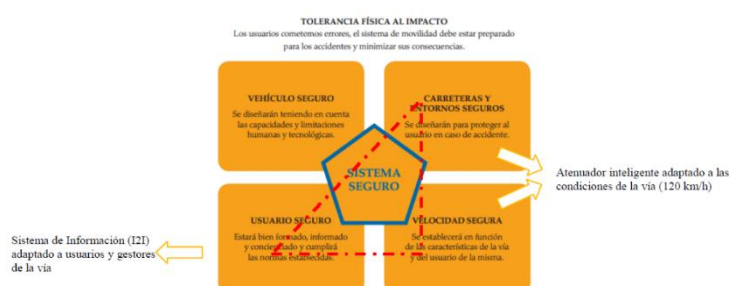 TOLERANCIA FÍSICA AL IMPACTO
Los usuarios cometemos errores, el sistema de movilidad debe estar preparado
para los accidentes y minimizar sus consecuencias.
VEHÍCULO SEGURO
Se diseñarán teniendo en cuenta
las capacidades y limitaciones
humanas y tecnológicas.
CARRETERAS Y
ENTORNOS SEGUROS
Se diseñarán para proteger al
usuario en caso de accidente.
SISTEMA
SEGURO
Atenuador inteligente adaptado a las
condiciones de la vía (120 km/h)
USUARIO SEGURO
Estará bien formado, informado
y concienciado y cumplirá
las normas establecidas.
VELOCIDAD SEGURA
Se establecerá en función
de las características de la vía
y del usuario de la misma.
Sistema de Información (I2I)
adaptado a usuarios y gestores
de la vía